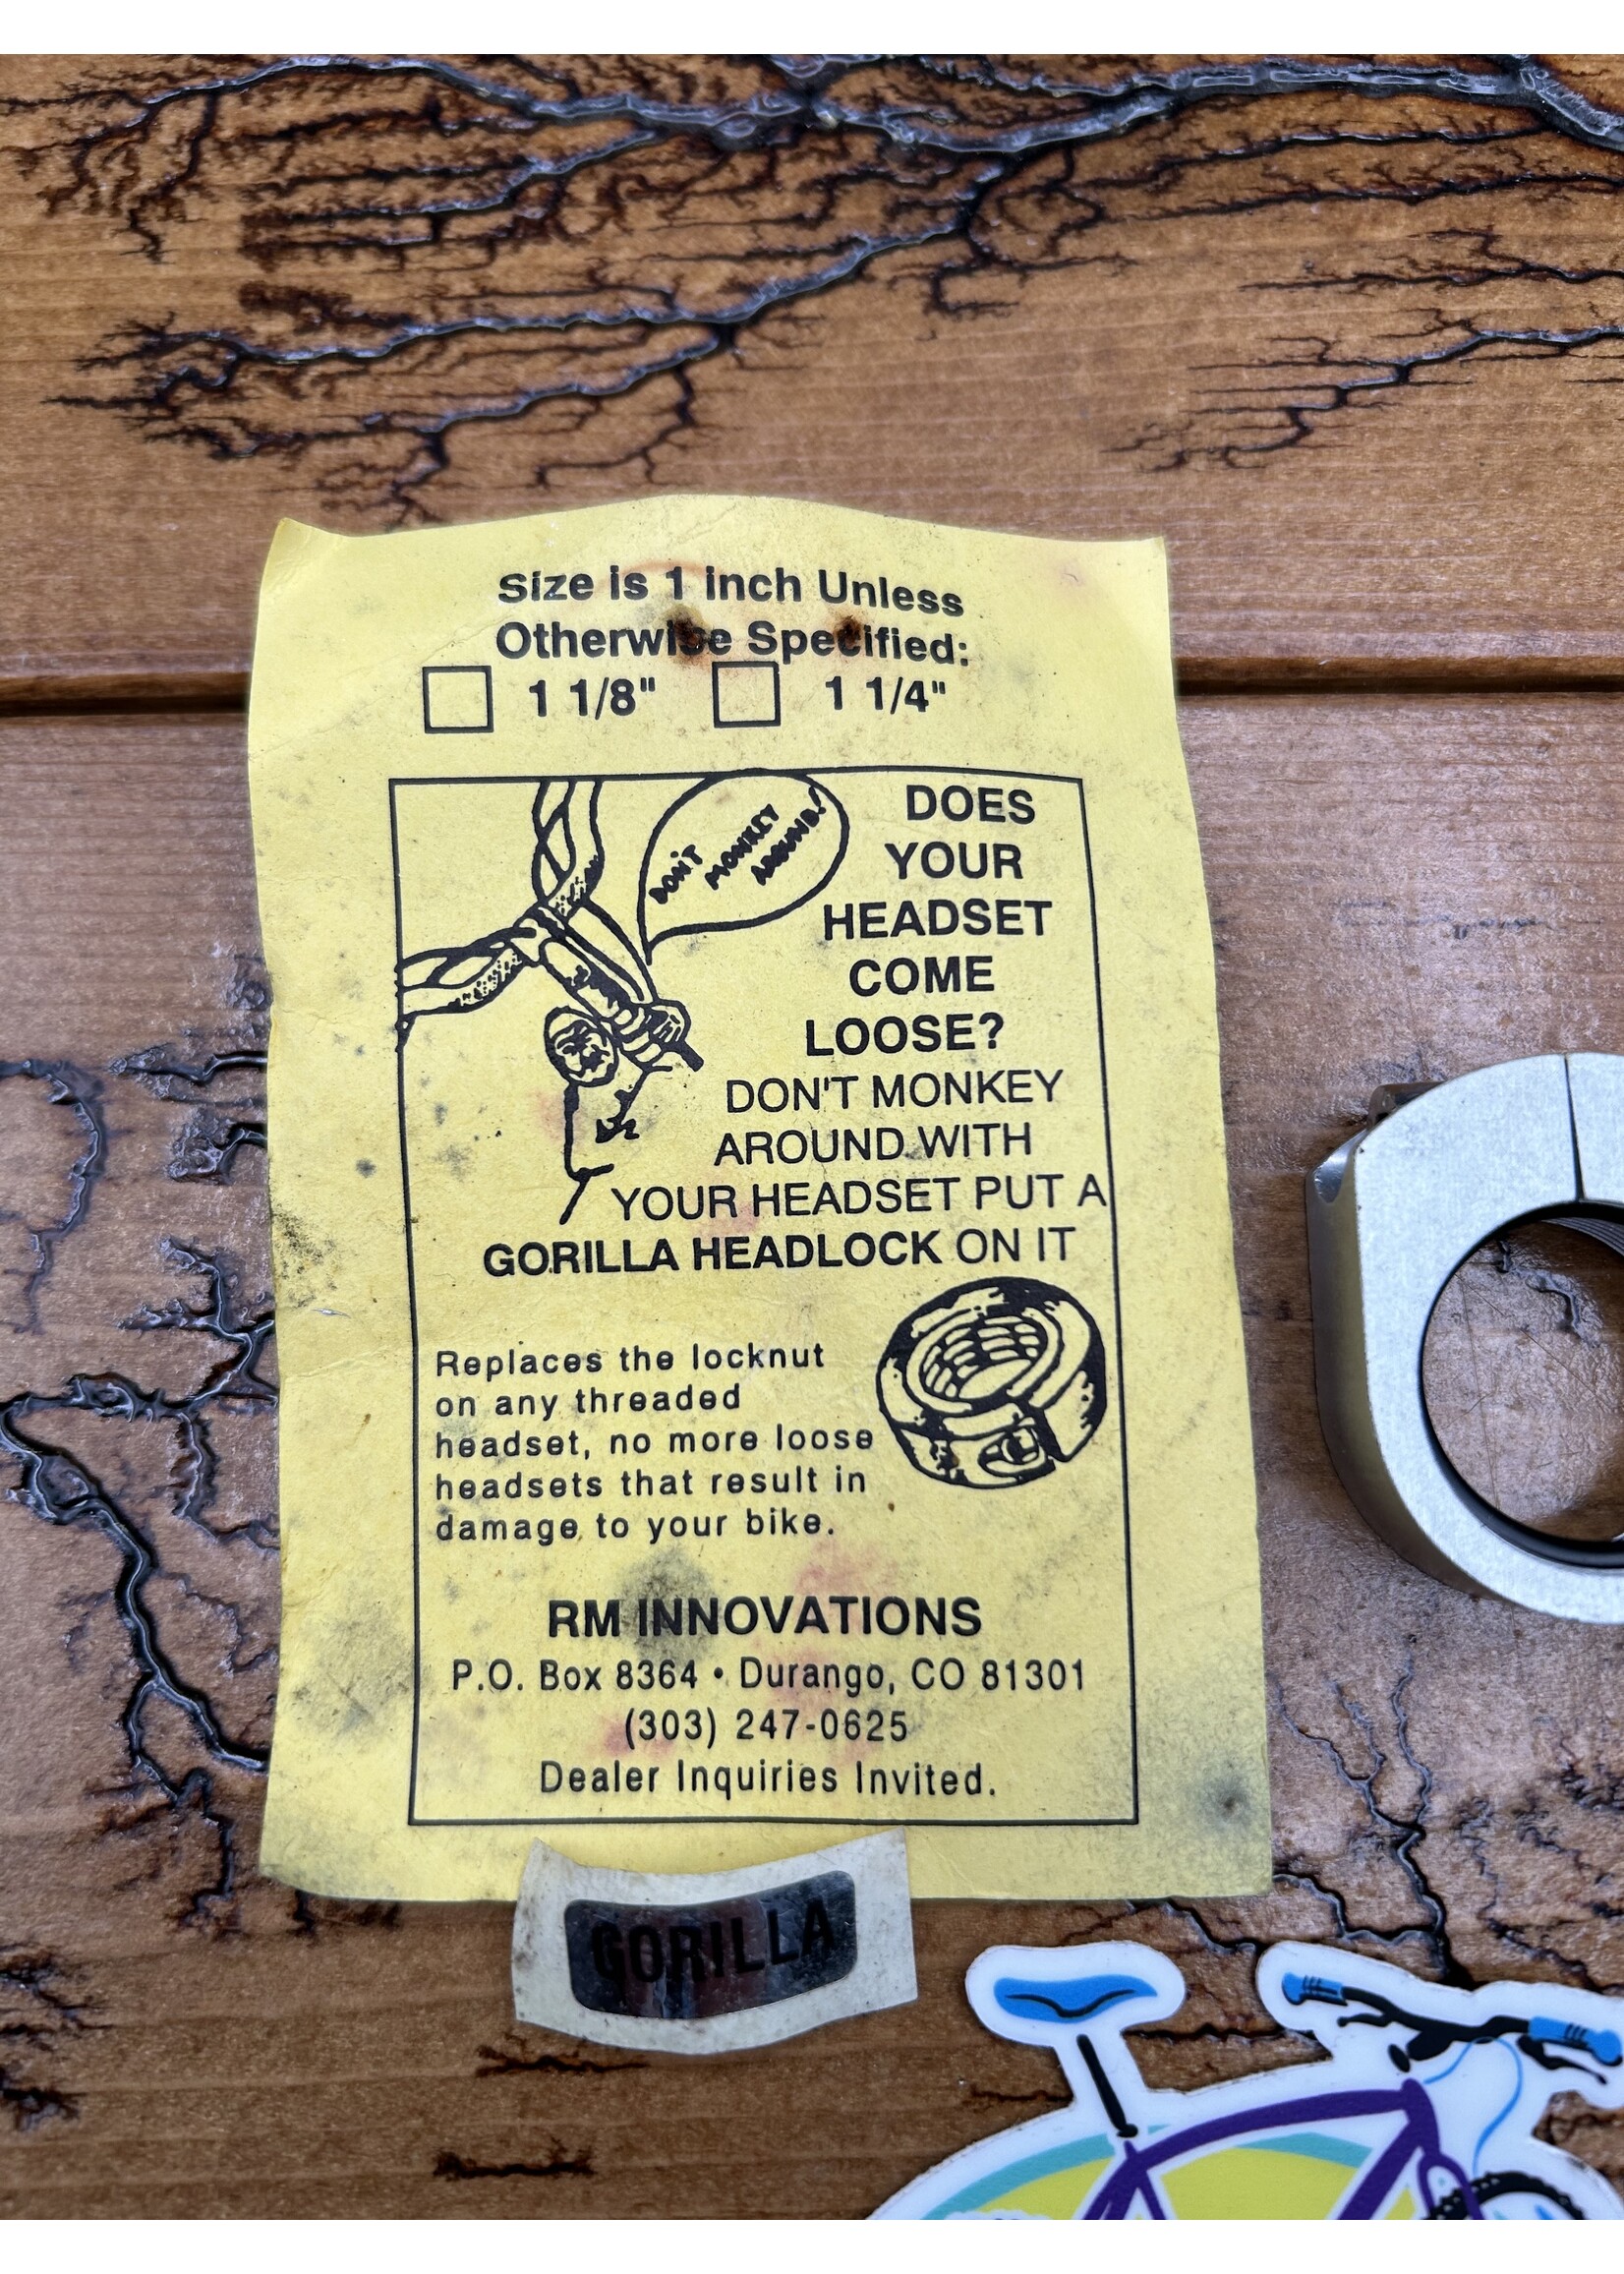 Size is 1 inch Unless
Otherwise Specified:
1 1/8" 1 1/4"
DON'T
MONKEY
AROUND!
DOES
YOUR
HEADSET
COME
LOOSE?
DON'T MONKEY
AROUND WITH
YOUR HEADSET PUT A
GORILLA HEADLOCK ON IT
Replaces the locknut
on any threaded
headset, no more loose
headsets that result in
damage to your bike.
RM INNOVATIONS
P.O. Box 8364 • Durango, CO 81301
(303) 247-0625
Dealer Inquiries Invited.
GORILLA